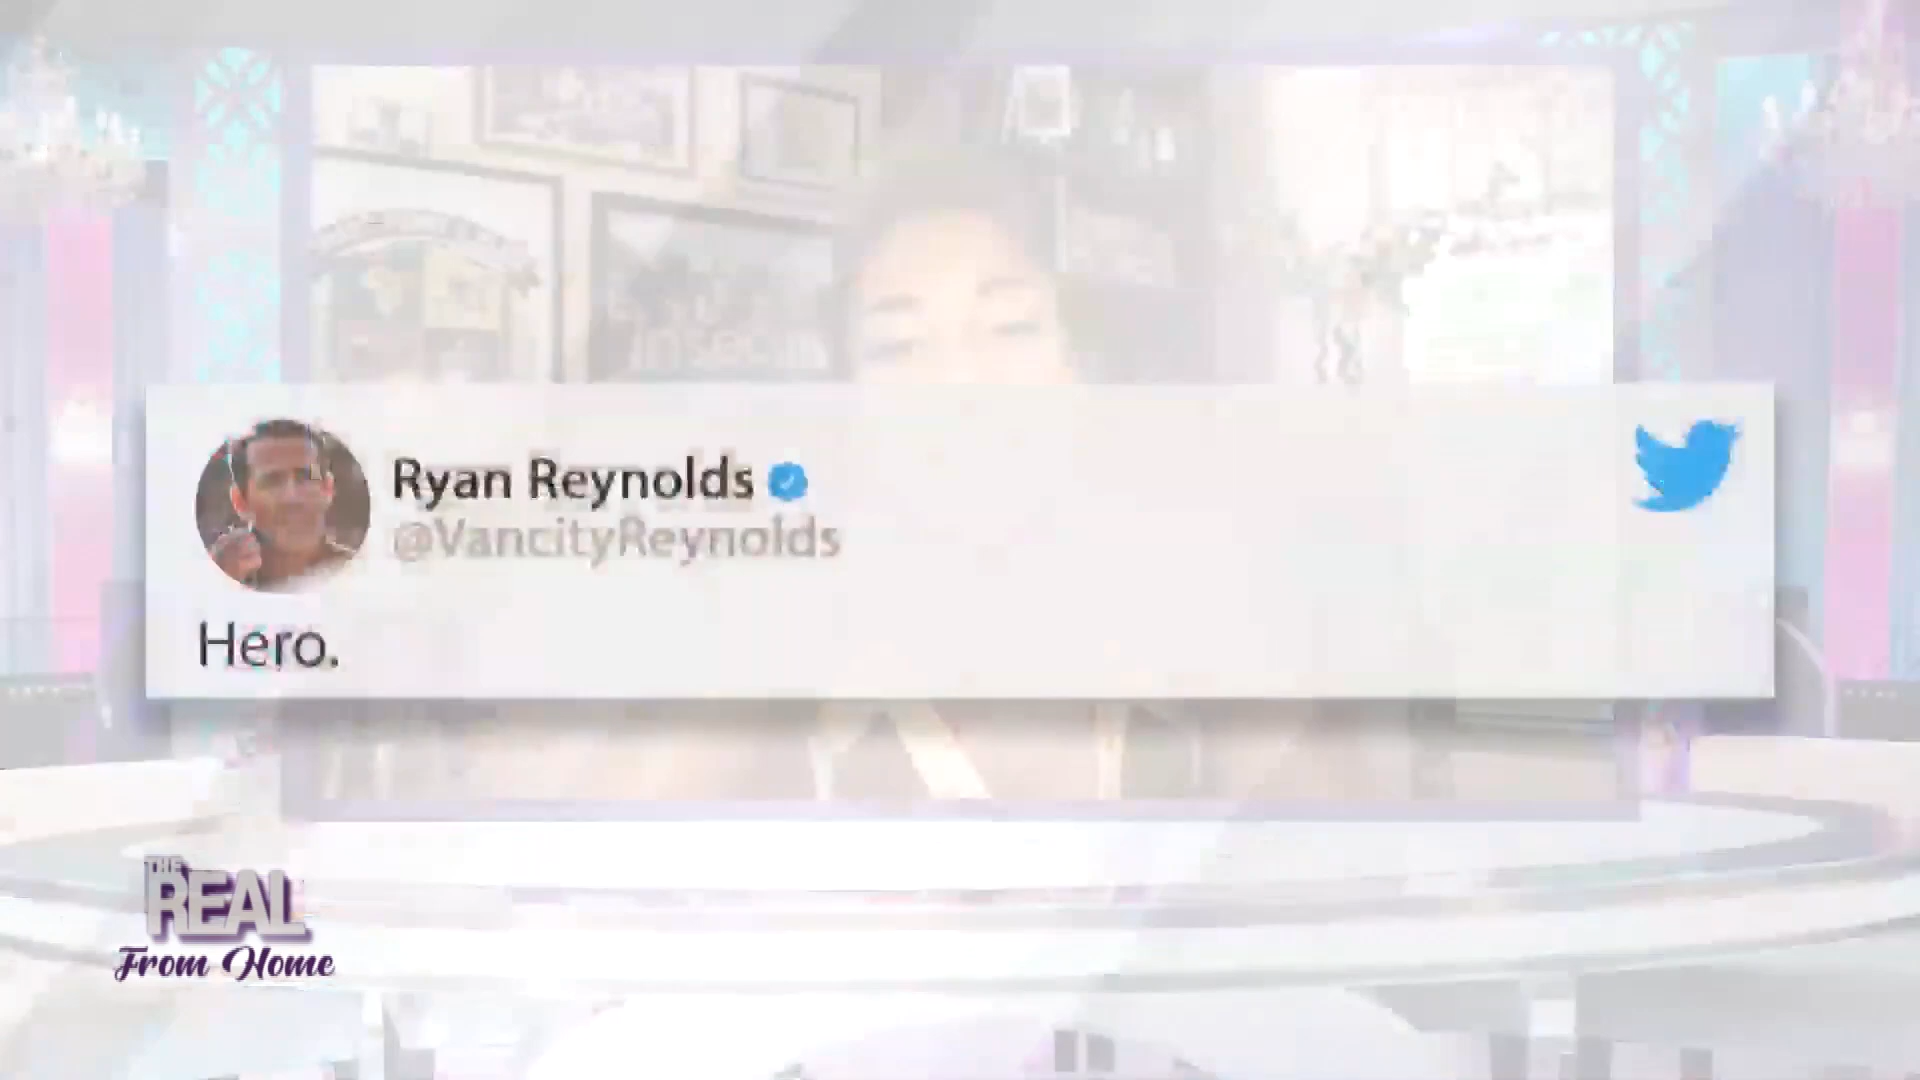 Ryan Reynolds
@VancityReynolds
Hero.
THE
REAL
From Home